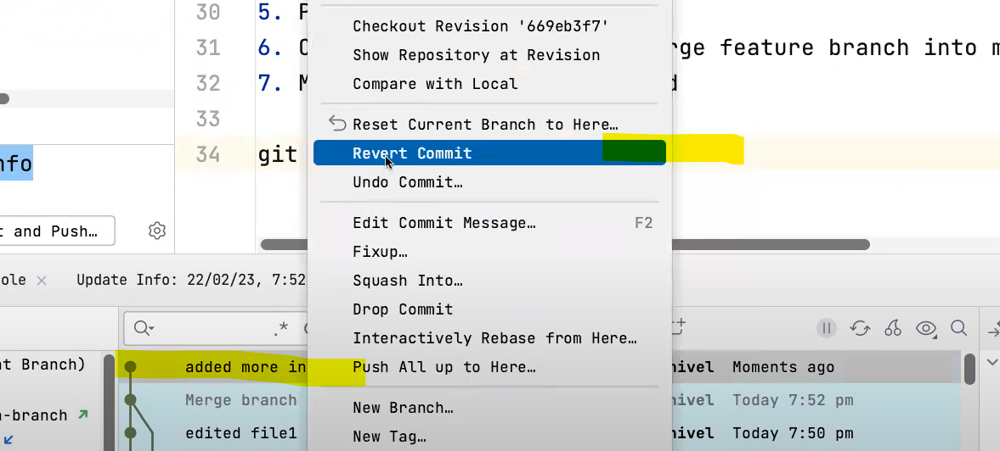 30 5.
Checkout Revision '669eb3f7'
31 6. rge feature branch into
Show Repository at Revision
32 7.
Compare with Local
33
Reset Current Branch to Here…
34 git
Revert Commit
nfo
Undo Commit…
Edit Commit Message… F2
and Push…
Fixup…
Update Info: 22/02/23, 7:52
Squash Into…
Drop Commit
.*
Interactively Rebase from Here…
Branch)
added more in
Push All up to Here…
nivel Moments ago
Merge branch
nivel Today 7:52 pm
-branch
New Branch…
edited file1
nivel Today 7:50 pm
New Tag…